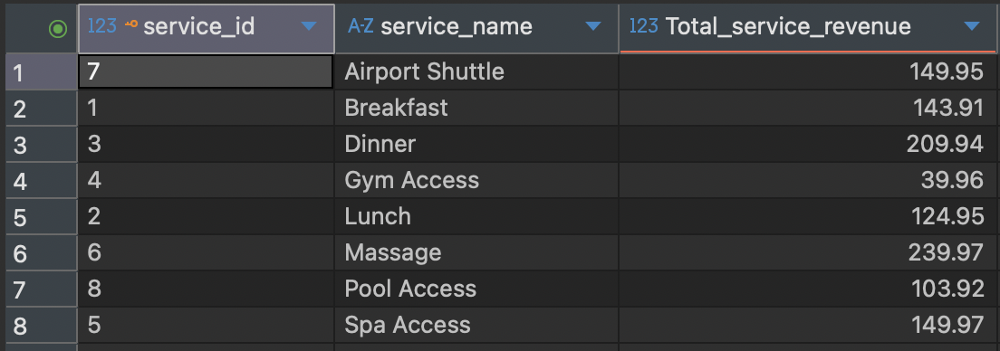 123 service_id A-Z service_name 123 Total_service_revenue
1 7 Airport Shuttle 149.95
2 1 Breakfast 143.91
3 3 Dinner 209.94
4 4 Gym Access 39.96
5 2 Lunch 124.95
6 6 Massage 239.97
7 8 Pool Access 103.92
8 5 Spa Access 149.97